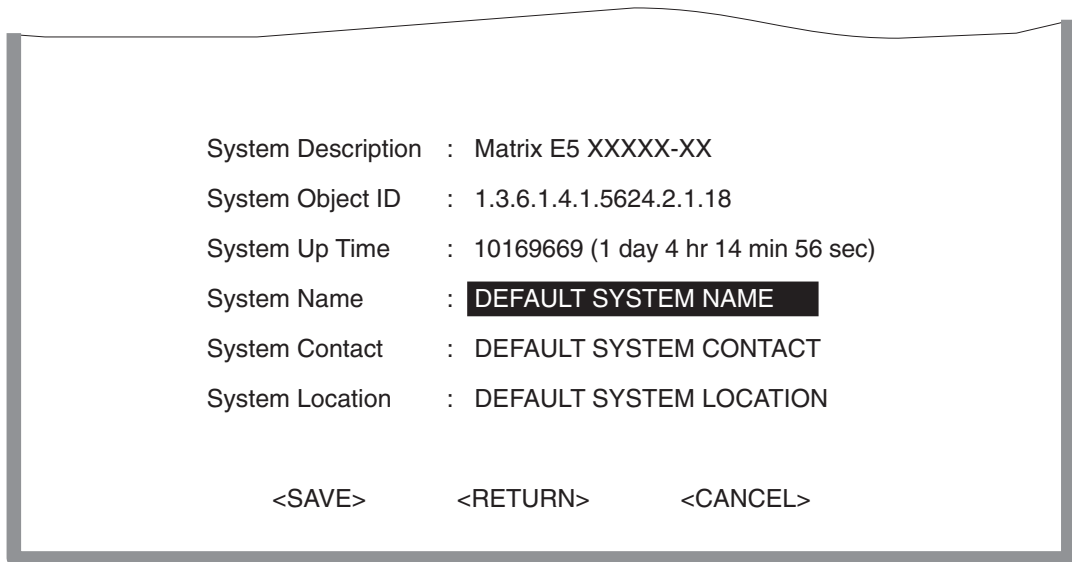 System Description : Matrix E5 XXXXX-XX
System Object ID : 1.3.6.1.4.1.5624.2.1.18
System Up Time : 10169669 (1 day 4 hr 14 min 56 sec)
System Name : DEFAULT SYSTEM NAME
System Contact : DEFAULT SYSTEM CONTACT
System Location : DEFAULT SYSTEM LOCATION
<SAVE> <RETURN> <CANCEL>